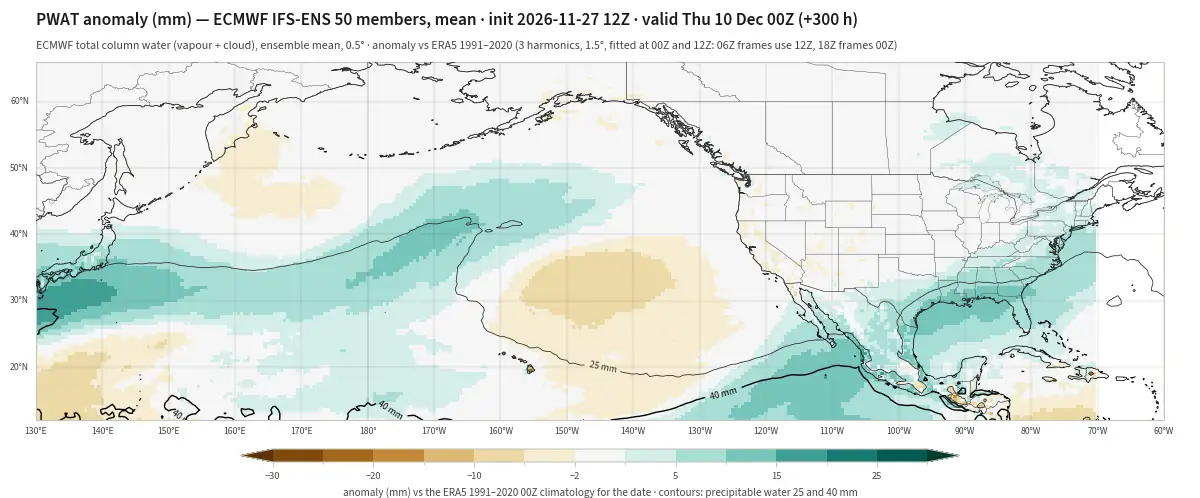 PWAT anomaly (mm) — ECMWF IFS-ENS 50 members, mean · init 2026-11-27 12Z · valid Thu 10 Dec 00Z (+300 h)
ECMWF total column water (vapour + cloud), ensemble mean, 0.5° · anomaly vs ERA5 1991–2020 (3 harmonics, 1.5°, fitted at 00Z and 12Z: 06Z frames use 12Z, 18Z frames 00Z)
60°N
50°N
40°N
30°N
20°N
25 mm
40 mm
40 mm
40
130°E 140°E 150°E 160°E 170°E 180° 170°W 160°W 150°W 140°W 130°W 120°W 110°W 100°W 90°W 80°W 70°W 60°W
−30 −20 −10 −2 5 15 25
anomaly (mm) vs the ERA5 1991–2020 00Z climatology for the date · contours: precipitable water 25 and 40 mm